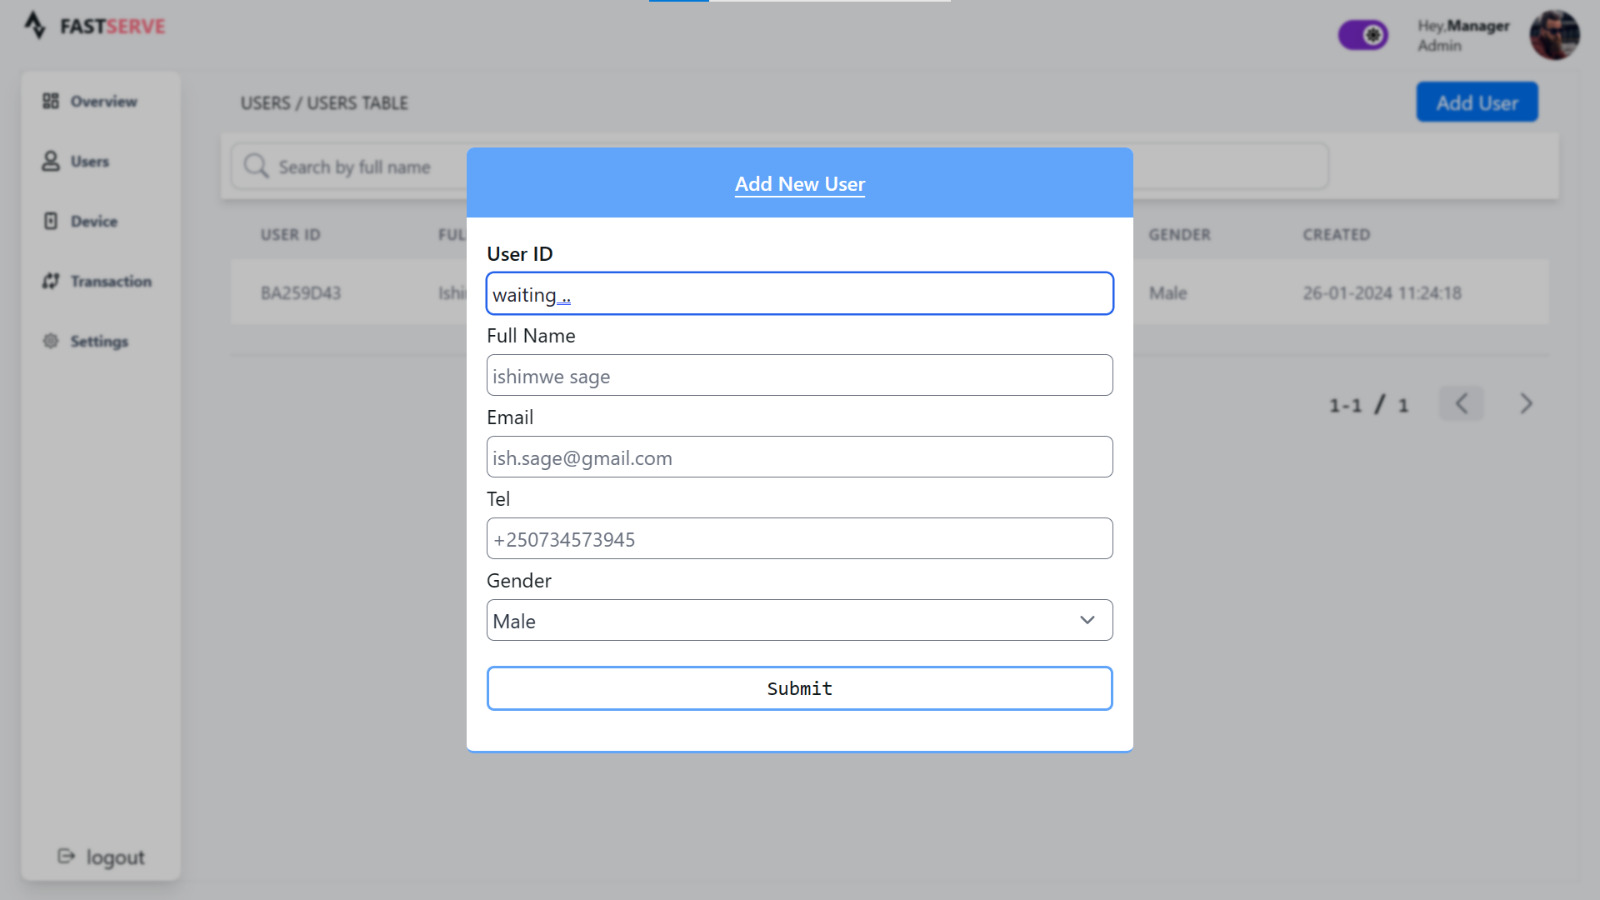 FASTSERVE
Hey,Manager
Admin
Overview
Users
Device
Transaction
Settings
logout
USERS / USERS TABLE
Add User
Search by full name
USER ID
GENDER
CREATED
BA259D43
Male
26-01-2024 11:24:18
1-1 / 1
Add New User
User ID
waiting ..
Full Name
ishimwe sage
Email
ish.sage@gmail.com
Tel
+250734573945
Gender
Male
Submit